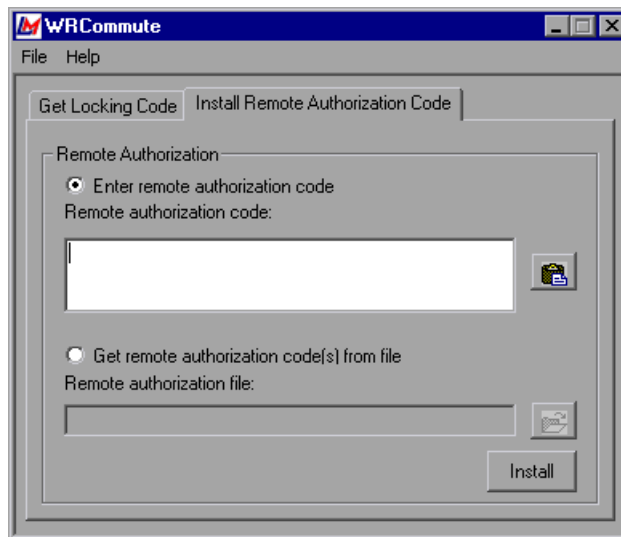 WRCommute
File Help
Get Locking Code Install Remote Authorization Code
Remote Authorization
Enter remote authorization code
Remote authorization code:
Get remote authorization code(s) from file
Remote authorization file:
Install